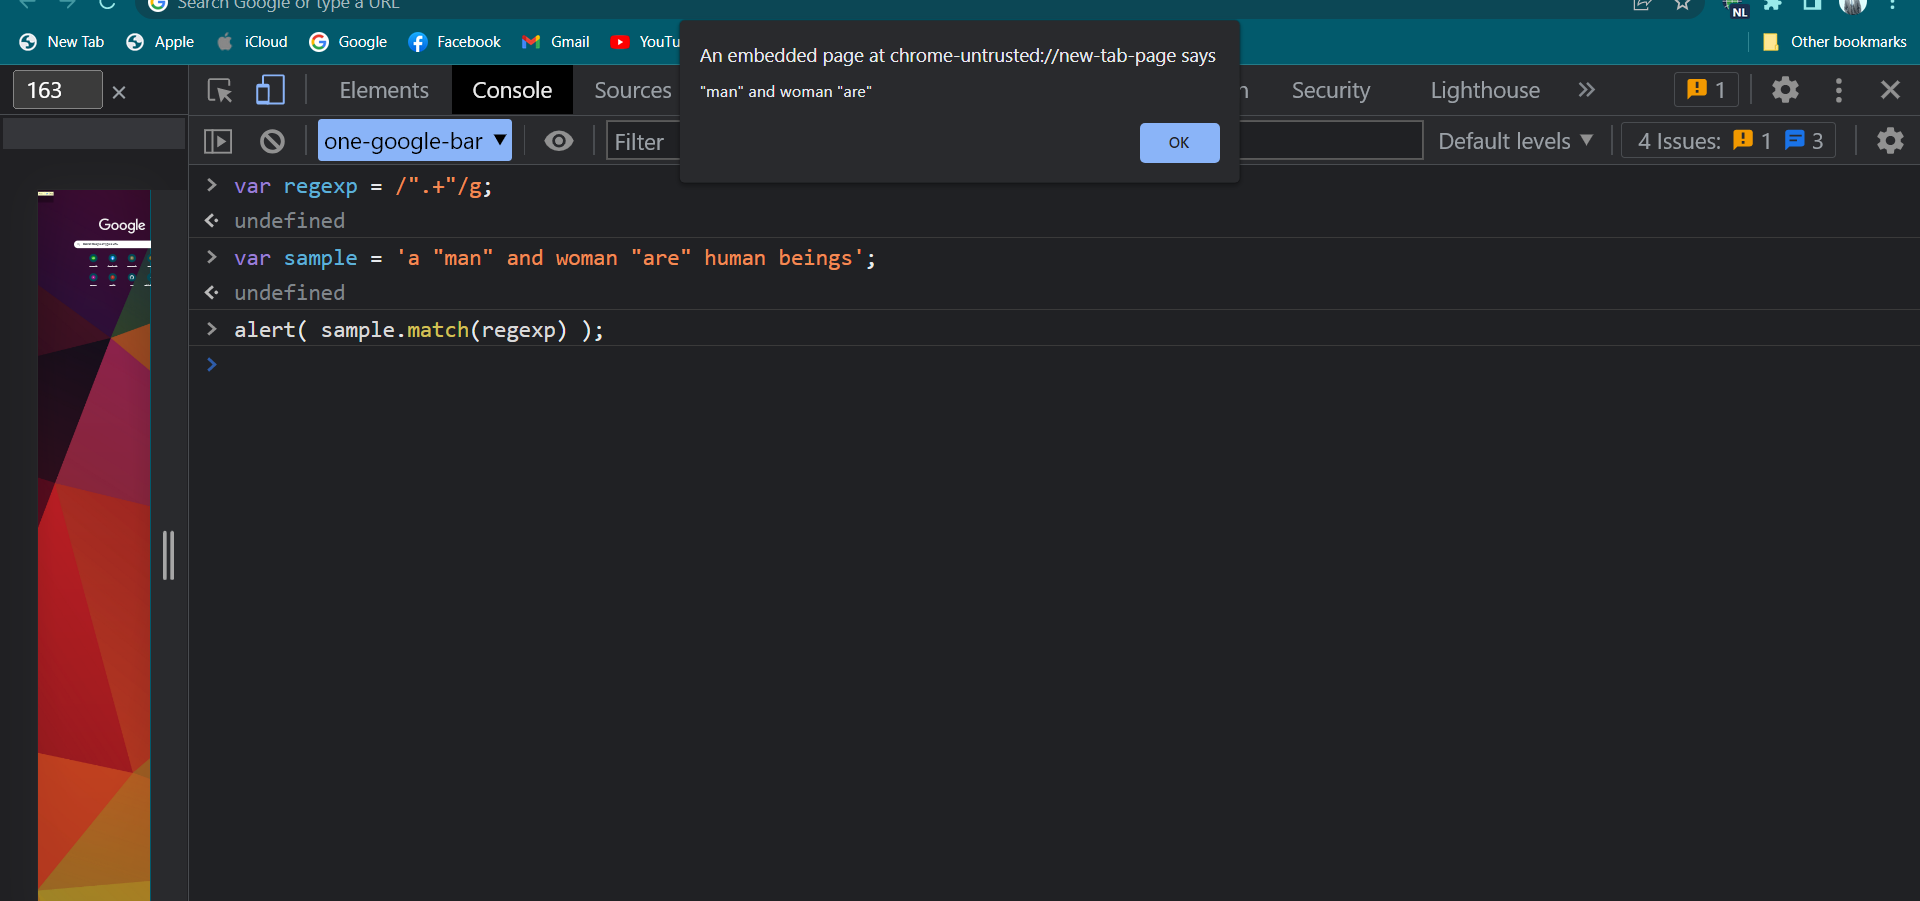 Search Google or type a URL
NL
New Tab
Apple
iCloud
Google
Facebook
Gmail
YouTu
Other bookmarks
An embedded page at chrome-untrusted://new-tab-page says
"man" and woman "are"
OK
163
Elements
Console
Sources
n
Security
Lighthouse
1
one-google-bar
Filter
Default levels
4 Issues:
1
3
var regexp = /".+"/g;
undefined
var sample = 'a "man" and woman "are" human beings';
undefined
alert( sample.match(regexp) );
Google